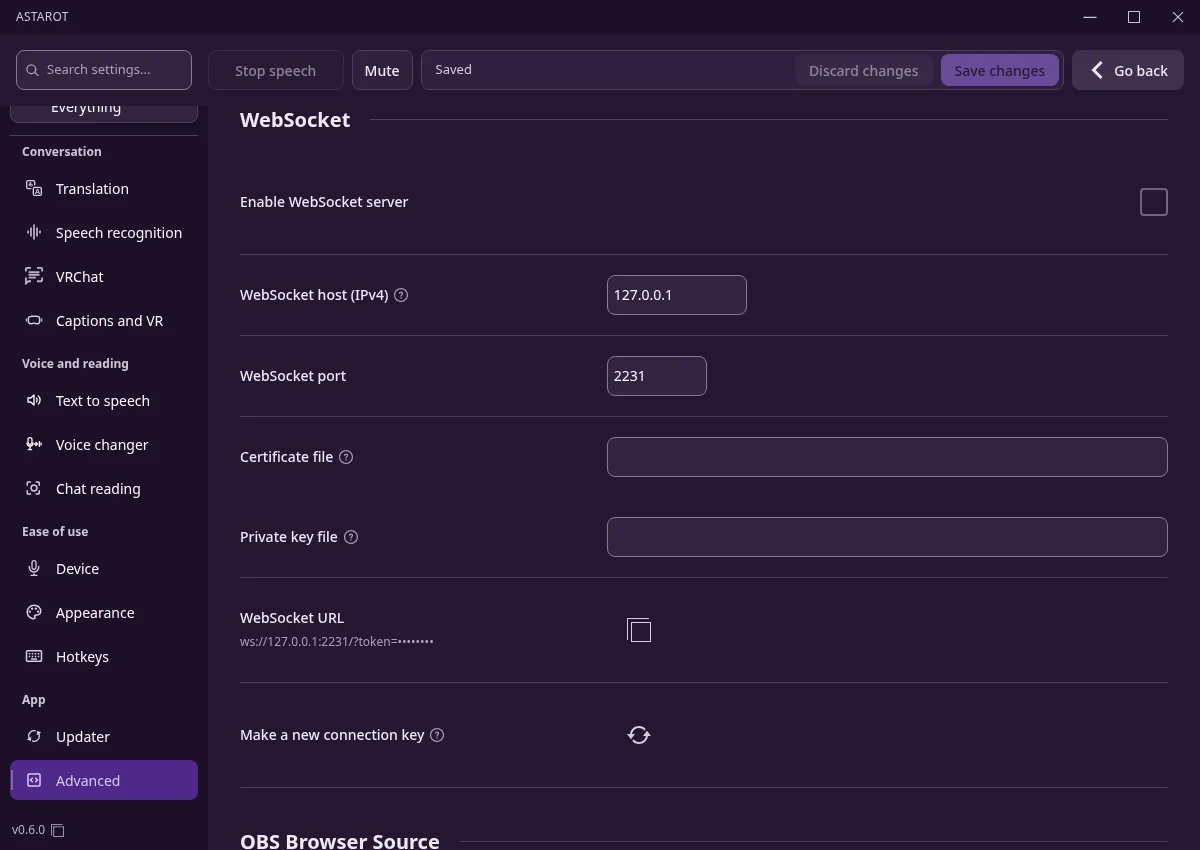 ASTAROT
Search settings...
Stop speech
Mute
Saved
Discard changes
Save changes
Go back
Everything
Conversation
Translation
Speech recognition
VRChat
Captions and VR
Voice and reading
Text to speech
Voice changer
Chat reading
Ease of use
Device
Appearance
Hotkeys
App
Updater
Advanced
v0.6.0
WebSocket
Enable WebSocket server
WebSocket host (IPv4)
127.0.0.1
WebSocket port
2231
Certificate file
Private key file
WebSocket URL
ws://127.0.0.1:2231/?token=••••••••
Make a new connection key
OBS Browser Source